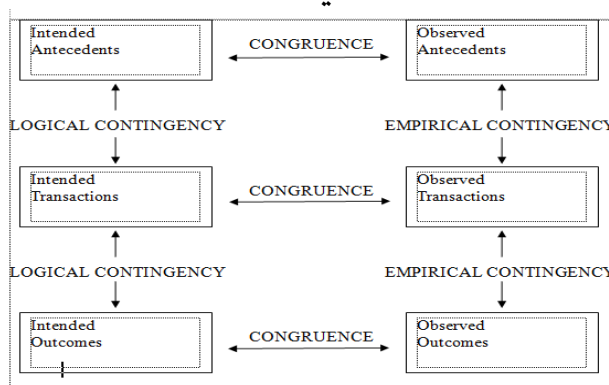 Intended
Antecedents
CONGRUENCE
Observed
Antecedents
LOGICAL CONTINGENCY
EMPIRICAL CONTINGENCY
Intended
Transactions
CONGRUENCE
Observed
Transactions
LOGICAL CONTINGENCY
EMPIRICAL CONTINGENCY
Intended
Outcomes
CONGRUENCE
Observed
Outcomes